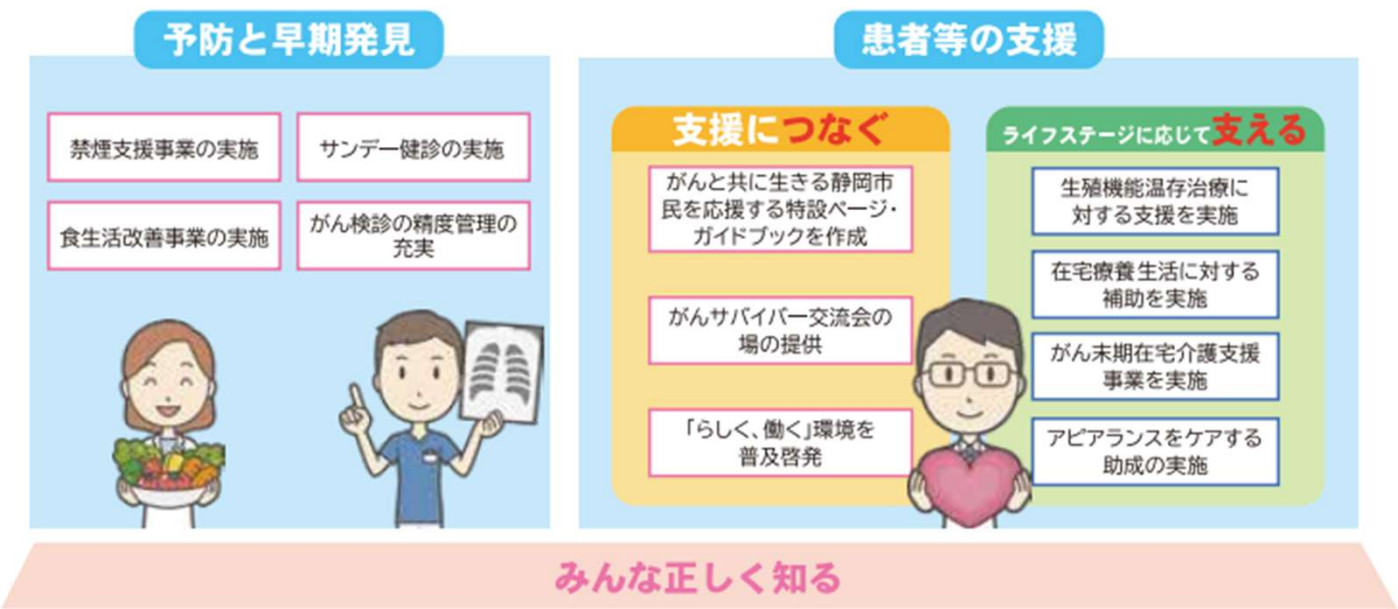 予防と早期発見
禁煙支援事業の実施
サンデー健診の実施
食生活改善事業の実施
がん検診の精度管理の
充実
患者等の支援
支援につなぐ
がんと共に生きる静岡市
民を応援する特設ページ・
ガイドブックを作成
がんサバイバー交流会の
場の提供
「らしく、働く」環境を
普及啓発
ライフステージに応じて支える
生殖機能温存治療に
対する支援を実施
在宅療養生活に対する
補助を実施
がん末期在宅介護支援
事業を実施
アピアランスをケアする
助成の実施
みんな正しく知る